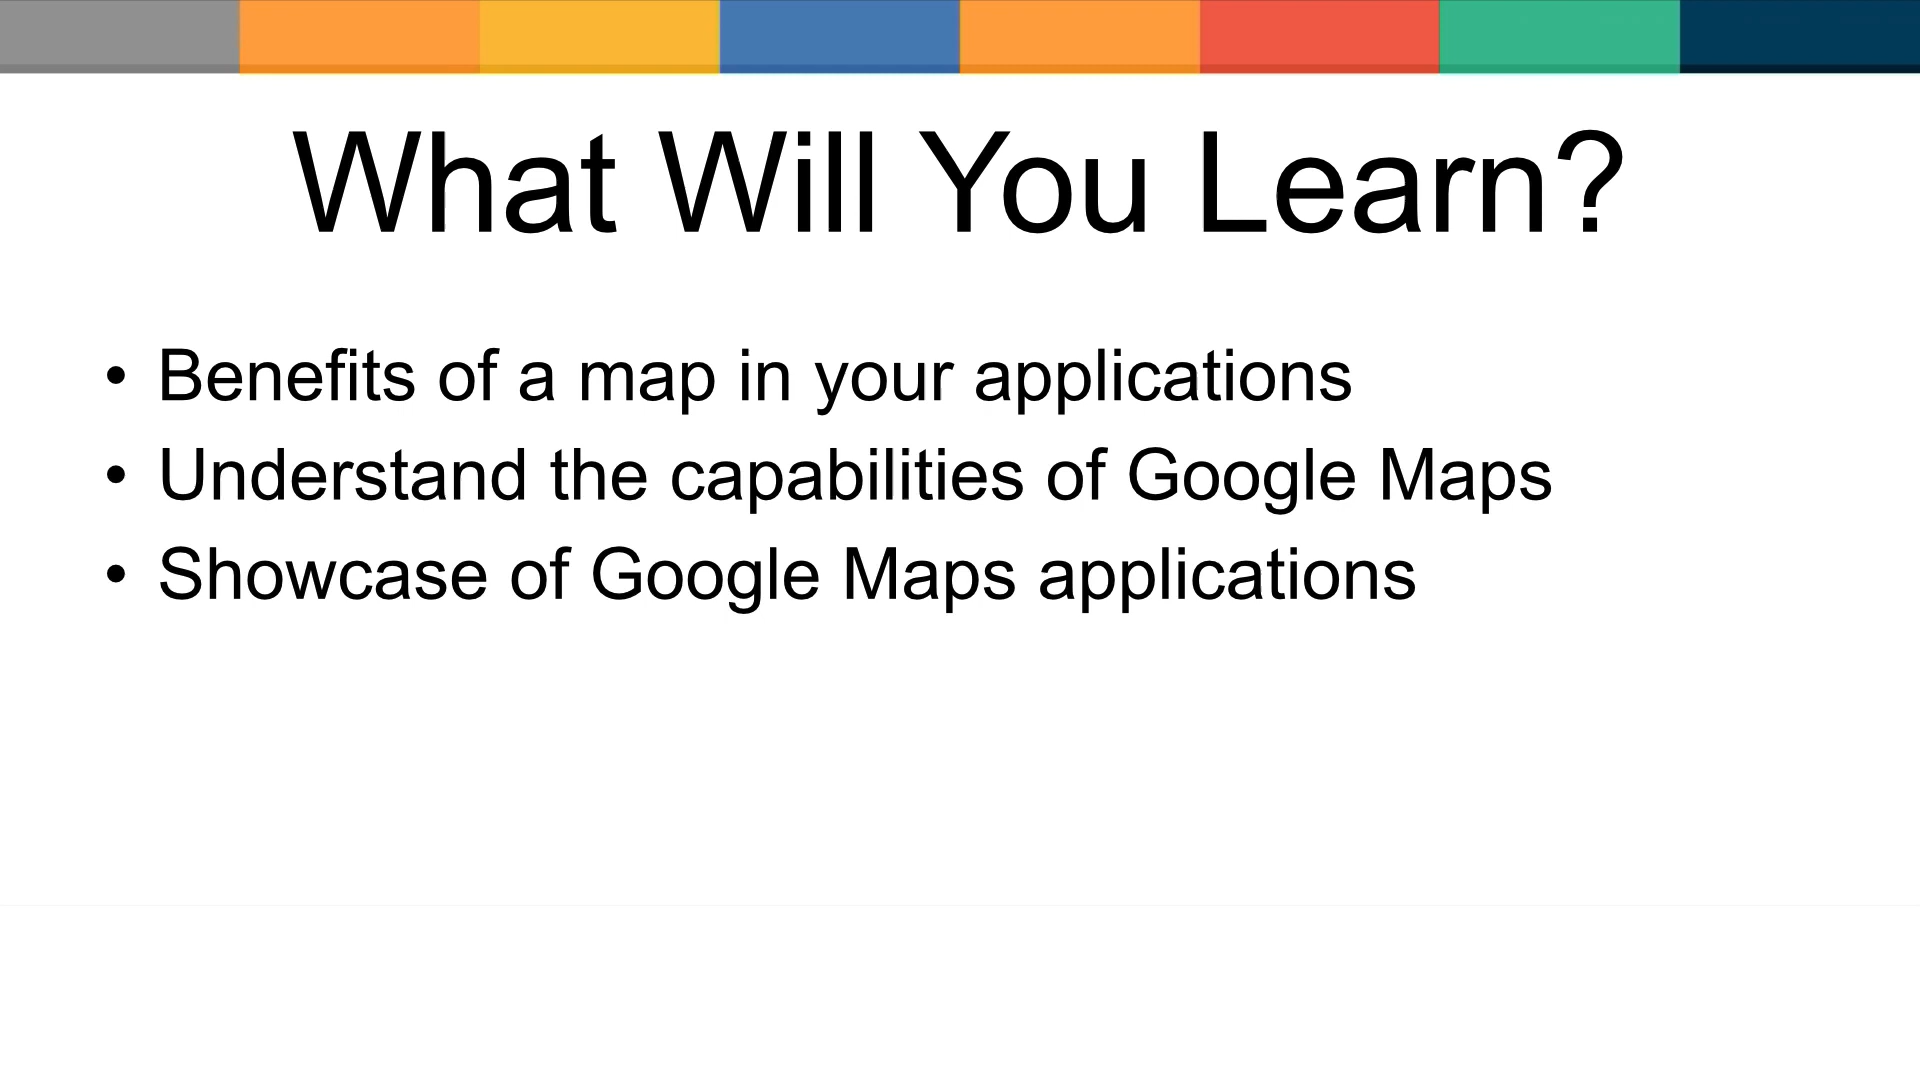 What Will You Learn?
• Benefits of a map in your applications
• Understand the capabilities of Google Maps
• Showcase of Google Maps applications